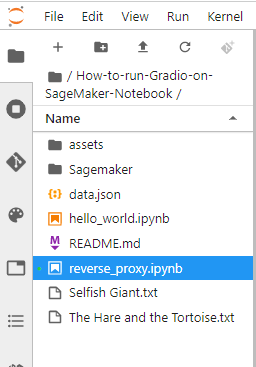 File Edit View Run Kernel
/ How-to-run-Gradio-on-
SageMaker-Notebook /
Name
assets
Sagemaker
data.json
hello_world.ipynb
README.md
reverse_proxy.ipynb
Selfish Giant.txt
The Hare and the Tortoise.txt